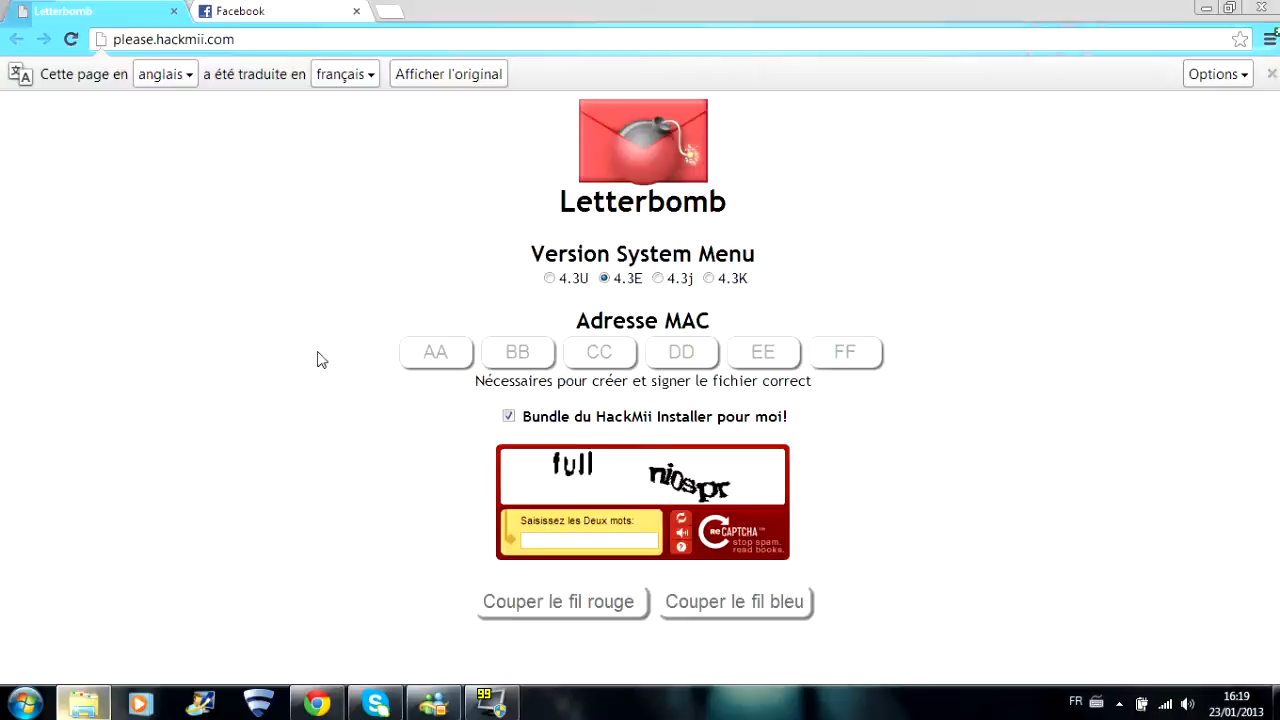 Letterbomb
Facebook
please.hackmii.com
Cette page en anglais a été traduite en français Afficher l'original Options
Letterbomb
Version System Menu
4.3U 4.3E 4.3j 4.3K
Adresse MAC
AA BB CC DD EE FF
Nécessaires pour créer et signer le fichier correct
Bundle du HackMii Installer pour moi!
full niospr
Saisissez les Deux mots:
reCAPTCHA™
stop spam.
read books.
Couper le fil rouge Couper le fil bleu
99
FR
16:19
23/01/2013